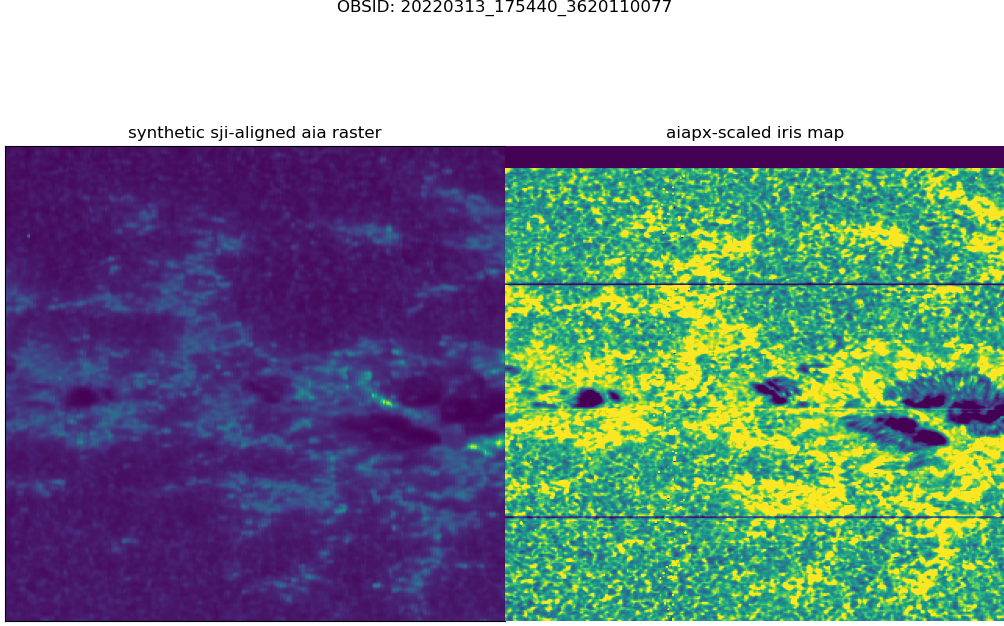 OBSID: 20220313_175440_3620110077
synthetic sji-aligned aia raster
aiapx-scaled iris map